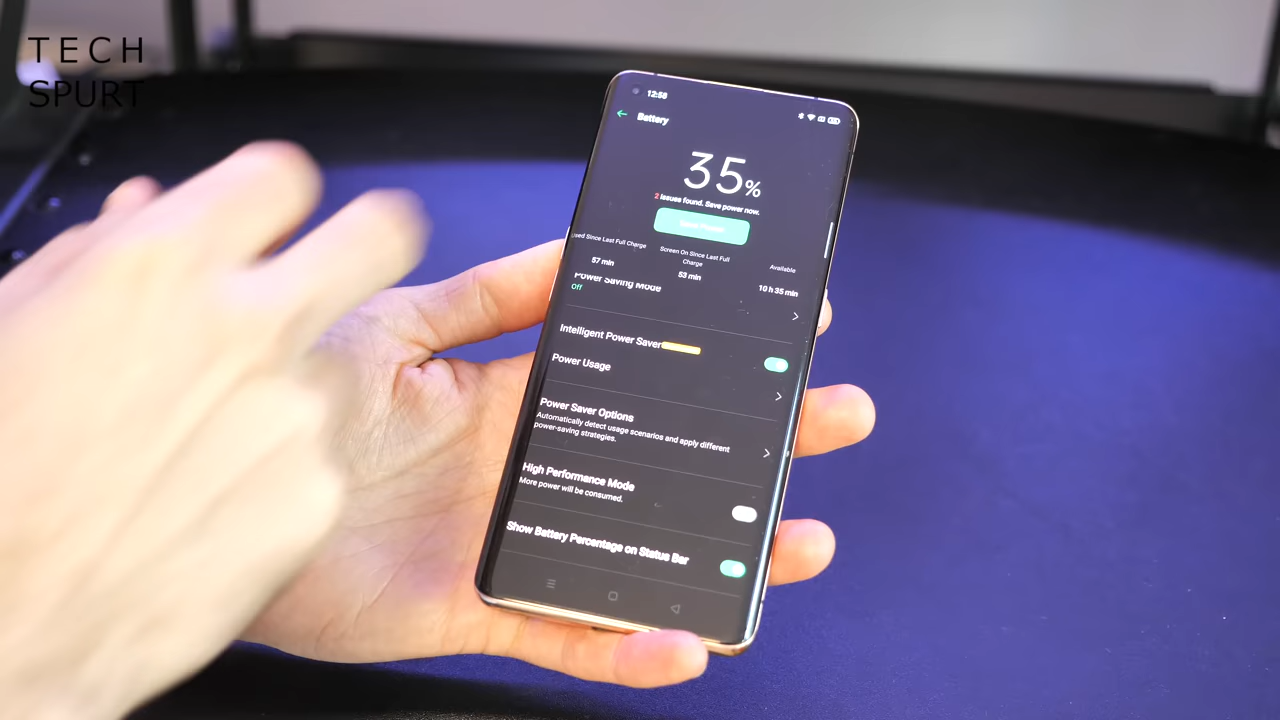 TECH
SPURT
12:58
Battery
35%
2 issues found. Save power now.
Used Since Last Full Charge
Screen On Since Last Full
Charge
Available
57 min
53 min
10 h 35 min
Power Saving Mode
Off
Intelligent Power Saver
Power Usage
Power Saver Options
Automatically detect usage scenarios and apply different
power-saving strategies.
High Performance Mode
More power will be consumed.
Show Battery Percentage on Status Bar